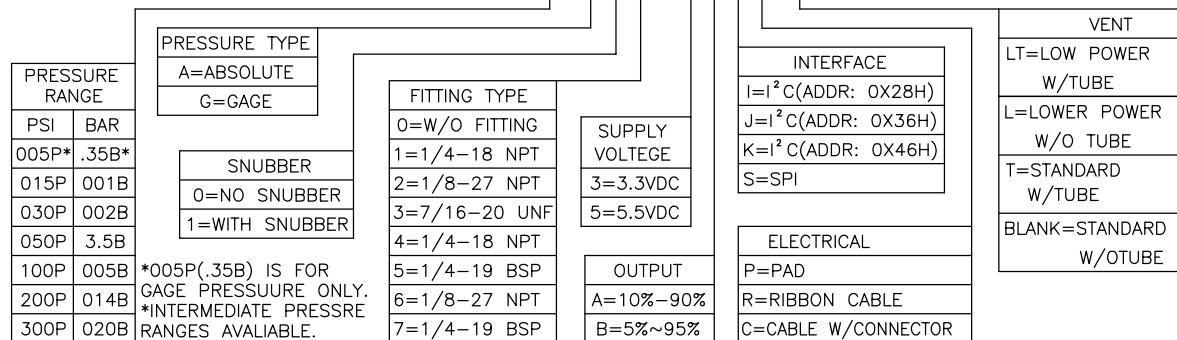 PRESSURE TYPE
A=ABSOLUTE
G=GAGE
PRESSURE
RANGE
PSI BAR
005P* .35B*
015P 001B
030P 002B
050P 3.5B
100P 005B
200P 014B
300P 020B
SNUBBER
0=NO SNUBBER
1=WITH SNUBBER
*005P(.35B) IS FOR
GAGE PRESSUURE ONLY.
*INTERMEDIATE PRESSRE
RANGES AVALIABLE.
FITTING TYPE
0=W/O FITTING
1=1/4-18 NPT
2=1/8-27 NPT
3=7/16-20 UNF
4=1/4-18 NPT
5=1/4-19 BSP
6=1/8-27 NPT
7=1/4-19 BSP
SUPPLY
VOLTEGE
3=3.3VDC
5=5.5VDC
OUTPUT
A=10%-90%
B=5%~95%
INTERFACE
I=I²C(ADDR: 0X28H)
J=I²C(ADDR: 0X36H)
K=I²C(ADDR: 0X46H)
S=SPI
ELECTRICAL
P=PAD
R=RIBBON CABLE
C=CABLE W/CONNECTOR
VENT
LT=LOW POWER
W/TUBE
L=LOWER POWER
W/O TUBE
T=STANDARD
W/TUBE
BLANK=STANDARD
W/OTUBE